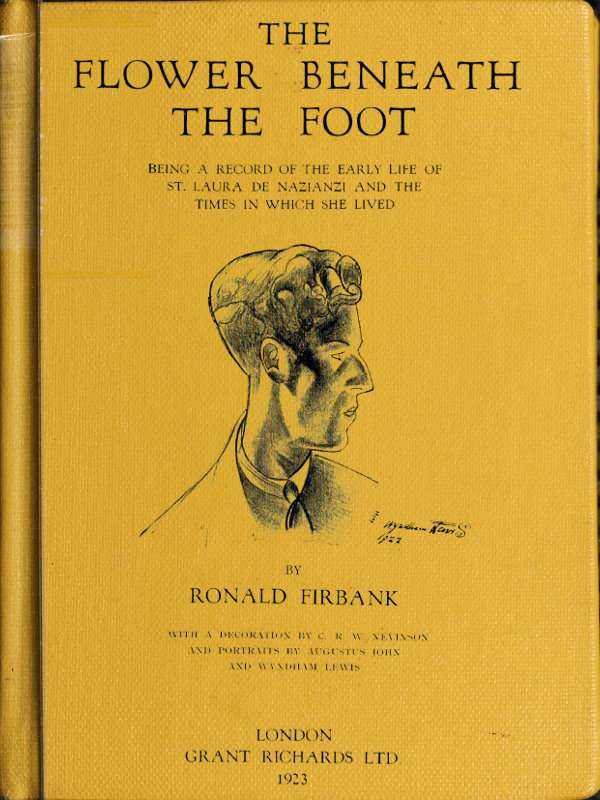 THE
FLOWER BENEATH
THE FOOT
BEING A RECORD OF THE EARLY LIFE OF
ST. LAURA DE NAZIANZI AND THE
TIMES IN WHICH SHE LIVED
Wyndham Lewis
1922
BY
RONALD FIRBANK
WITH A DECORATION BY C. R. W. NEVINSON
AND PORTRAITS BY AUGUSTUS JOHN
AND WYNDHAM LEWIS
LONDON
GRANT RICHARDS LTD.
1923